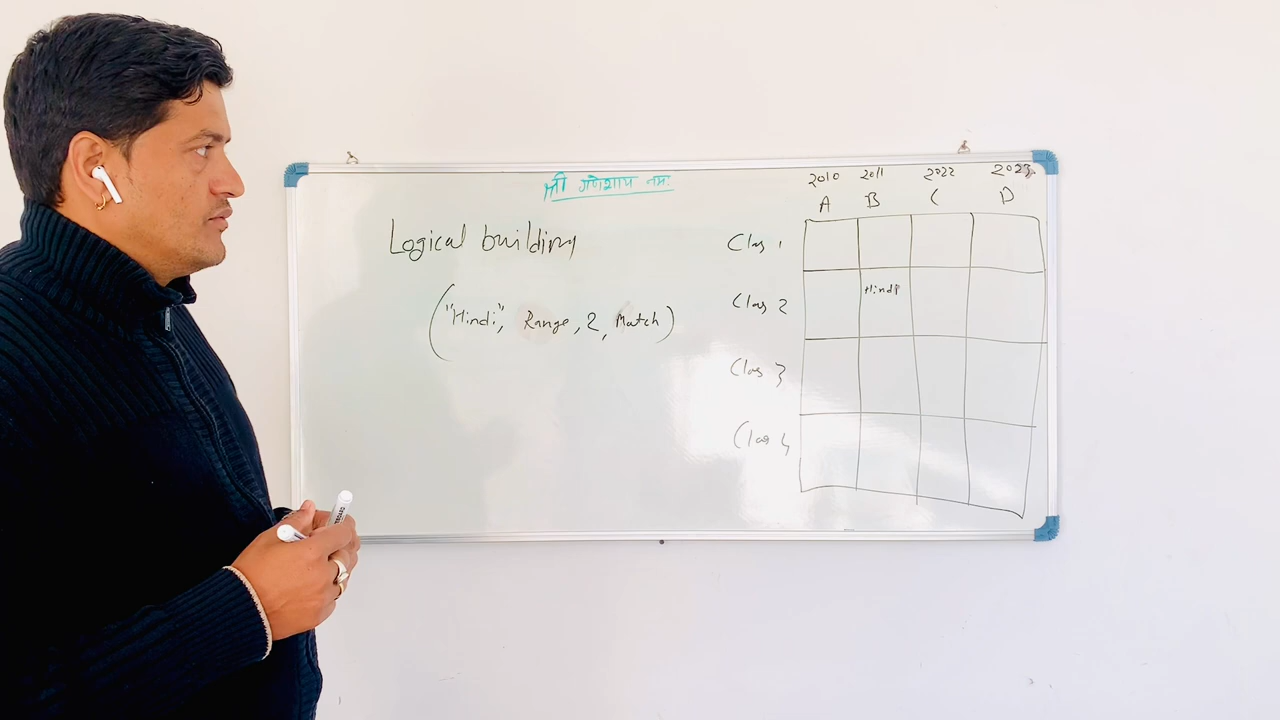 श्री गणेशाय नमः
Logical building
("Hindi", Range, 2, Match)
2010 2011 2022 2023
A B C D
Clas 1
Clas 2 Hindi
Clas 3
Clas 4